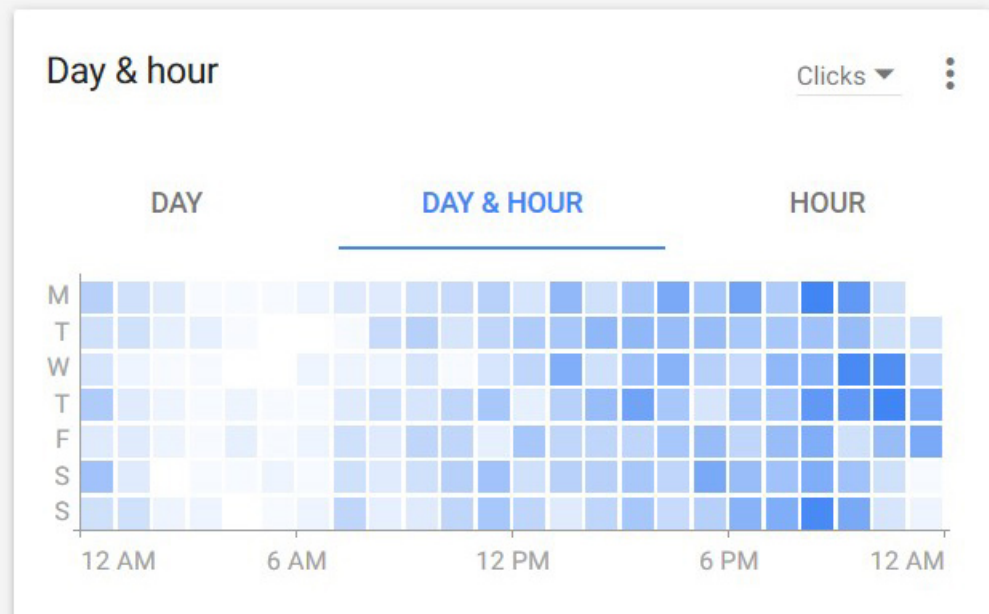 Day & hour
Clicks
DAY
DAY & HOUR
HOUR
M
T
W
T
F
S
S
12 AM
6 AM
12 PM
6 PM
12 AM